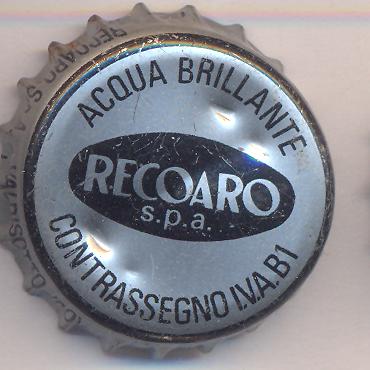 ACQUA BRILLANTE
RECOARO
s.p.a.
CONTRASSEGNO I.V.A. B1